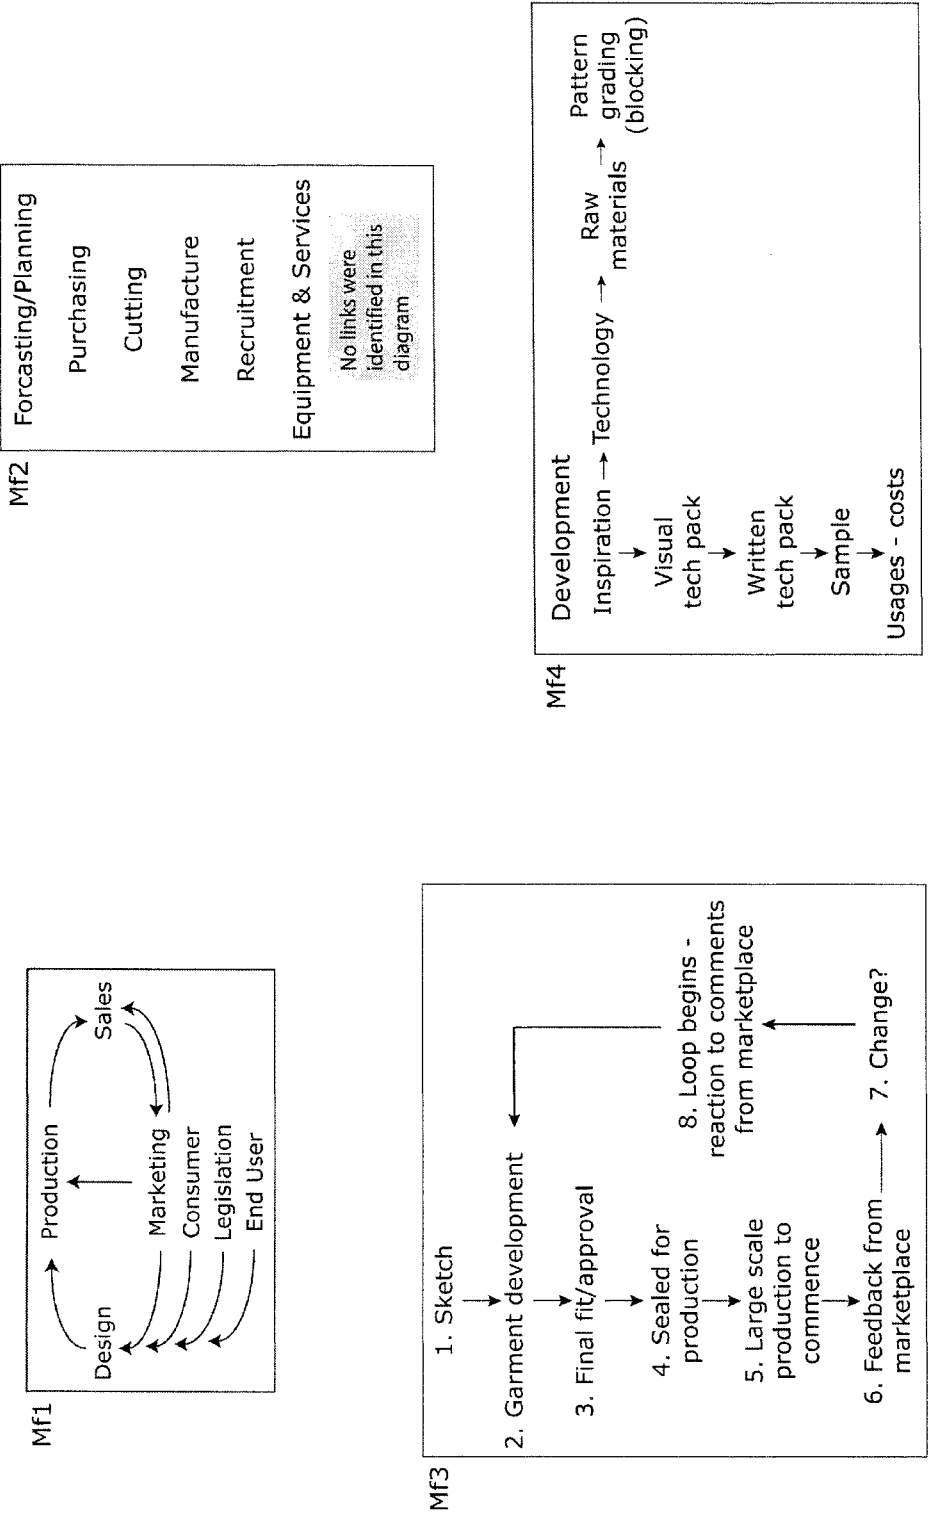 Mf1
Production
Design
Sales
Marketing
Consumer
Legislation
End User
Mf2
Forcasting/Planning
Purchasing
Cutting
Manufacture
Recruitment
Equipment & Services
No links were
identified in this
diagram
Mf3
1. Sketch
2. Garment development
3. Final fit/approval
4. Sealed for
production
5. Large scale
production to
commence
6. Feedback from
marketplace
7. Change?
8. Loop begins -
reaction to comments
from marketplace
Mf4
Development
Inspiration
Technology
Raw
materials
Pattern
grading
(blocking)
Visual
tech pack
Written
tech pack
Sample
Usages - costs